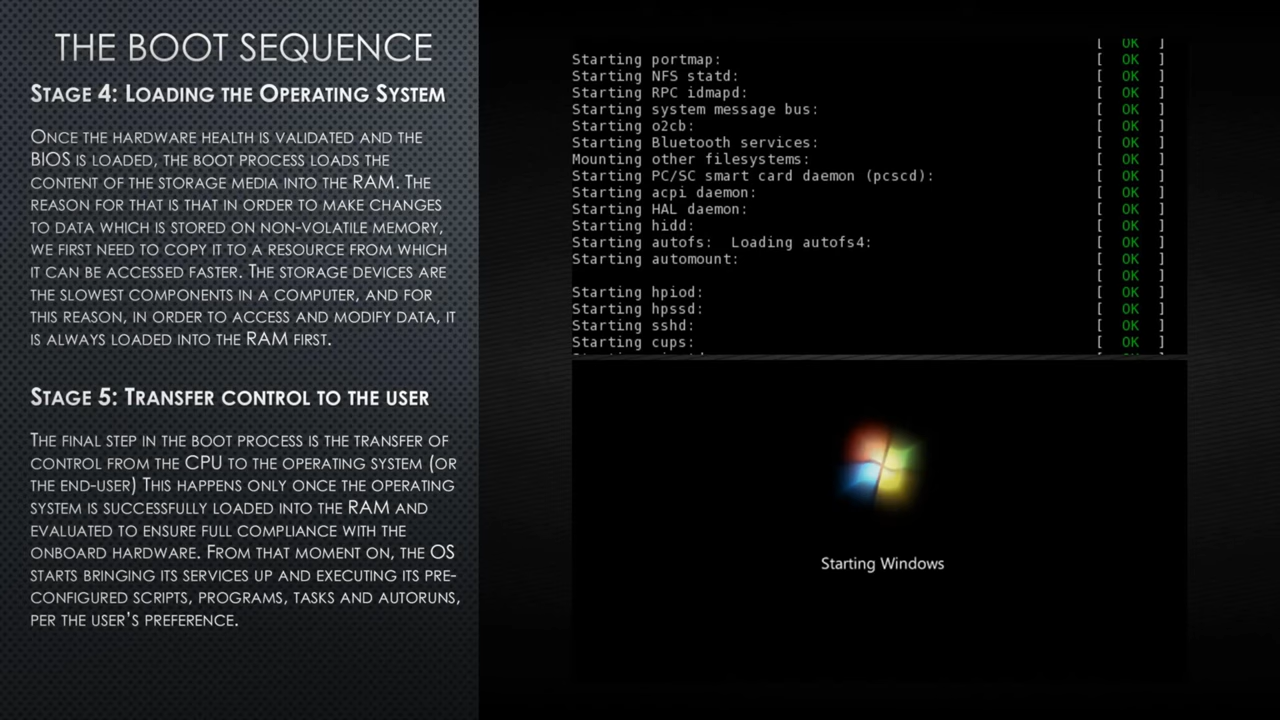 THE BOOT SEQUENCE
STAGE 4: LOADING THE OPERATING SYSTEM
ONCE THE HARDWARE HEALTH IS VALIDATED AND THE
BIOS IS LOADED, THE BOOT PROCESS LOADS THE
CONTENT OF THE STORAGE MEDIA INTO THE RAM. THE
REASON FOR THAT IS THAT IN ORDER TO MAKE CHANGES
TO DATA WHICH IS STORED ON NON-VOLATILE MEMORY,
WE FIRST NEED TO COPY IT TO A RESOURCE FROM WHICH
IT CAN BE ACCESSED FASTER. THE STORAGE DEVICES ARE
THE SLOWEST COMPONENTS IN A COMPUTER, AND FOR
THIS REASON, IN ORDER TO ACCESS AND MODIFY DATA, IT
IS ALWAYS LOADED INTO THE RAM FIRST.
STAGE 5: TRANSFER CONTROL TO THE USER
THE FINAL STEP IN THE BOOT PROCESS IS THE TRANSFER OF
CONTROL FROM THE CPU TO THE OPERATING SYSTEM (OR
THE END-USER) THIS HAPPENS ONLY ONCE THE OPERATING
SYSTEM IS SUCCESSFULLY LOADED INTO THE RAM AND
EVALUATED TO ENSURE FULL COMPLIANCE WITH THE
ONBOARD HARDWARE. FROM THAT MOMENT ON, THE OS
STARTS BRINGING ITS SERVICES UP AND EXECUTING ITS PRE-
CONFIGURED SCRIPTS, PROGRAMS, TASKS AND AUTORUNS,
PER THE USER'S PREFERENCE.
[ OK ]
Starting portmap: [ OK ]
Starting NFS statd: [ OK ]
Starting RPC idmapd: [ OK ]
Starting system message bus: [ OK ]
Starting o2cb: [ OK ]
Starting Bluetooth services: [ OK ]
Mounting other filesystems: [ OK ]
Starting PC/SC smart card daemon (pcscd): [ OK ]
Starting acpi daemon: [ OK ]
Starting HAL daemon: [ OK ]
Starting hidd: [ OK ]
Starting autofs: Loading autofs4: [ OK ]
Starting automount: [ OK ]
[ OK ]
Starting hpiod: [ OK ]
Starting hpssd: [ OK ]
Starting sshd: [ OK ]
Starting cups: [ OK ]
Starting Windows